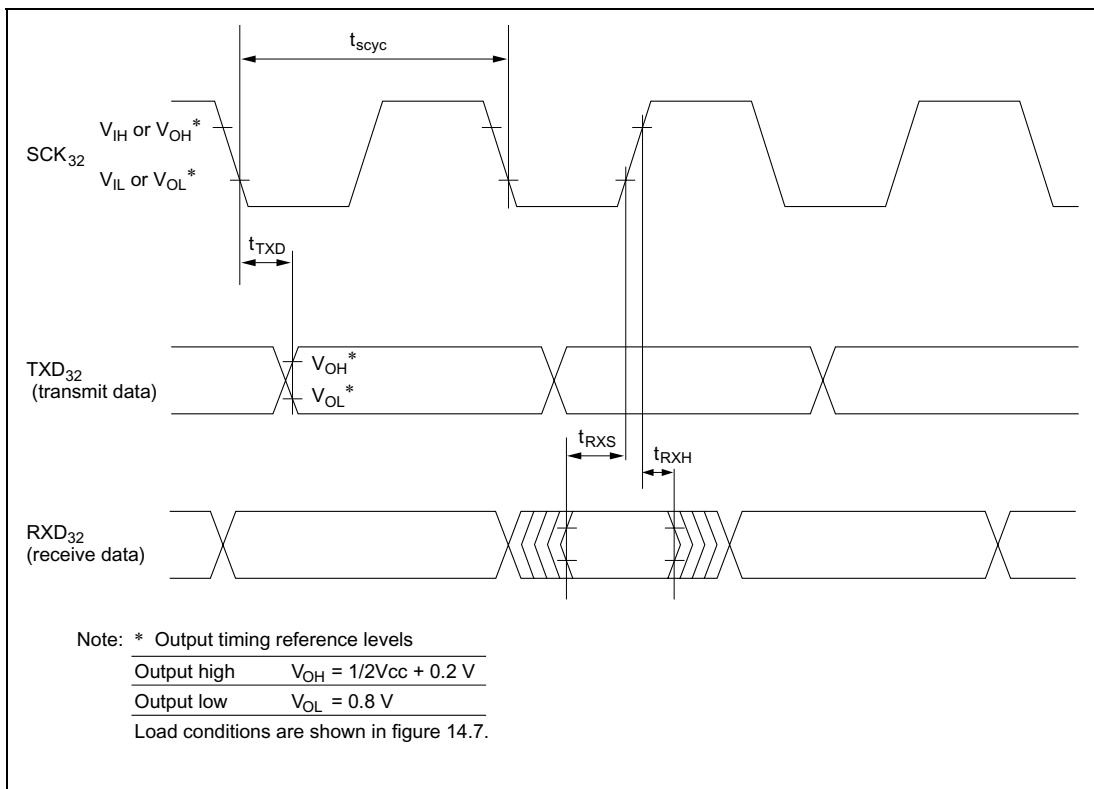 tscyc
VIH or VOH*
SCK32
VIL or VOL*
tTXD
TXD32
(transmit data)
VOH*
VOL*
tRXS
tRXH
RXD32
(receive data)
Note: * Output timing reference levels
Output high VOH = 1/2Vcc + 0.2 V
Output low VOL = 0.8 V
Load conditions are shown in figure 14.7.